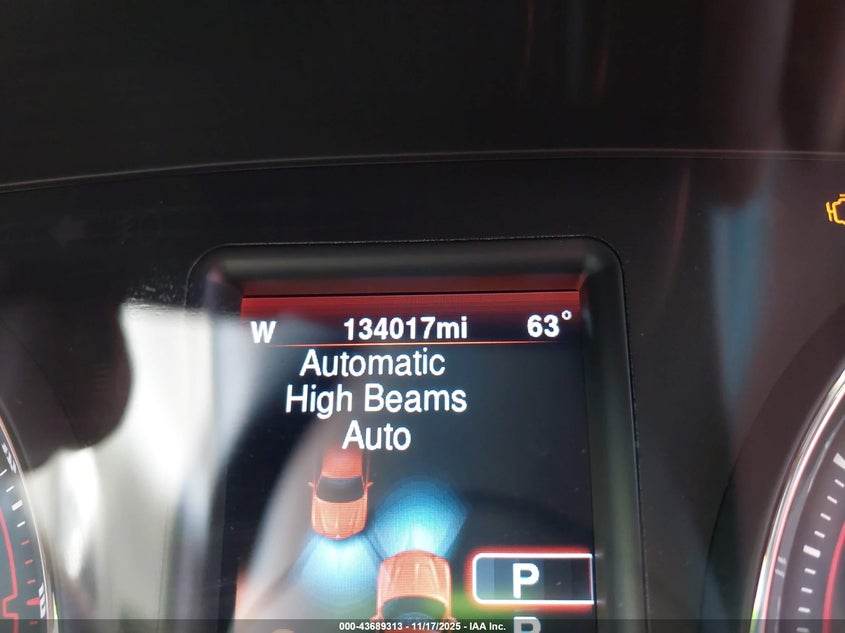 W 134017mi 63°
Automatic
High Beams
Auto
P
R
000-43689313 - 11/17/2025 - IAA Inc.